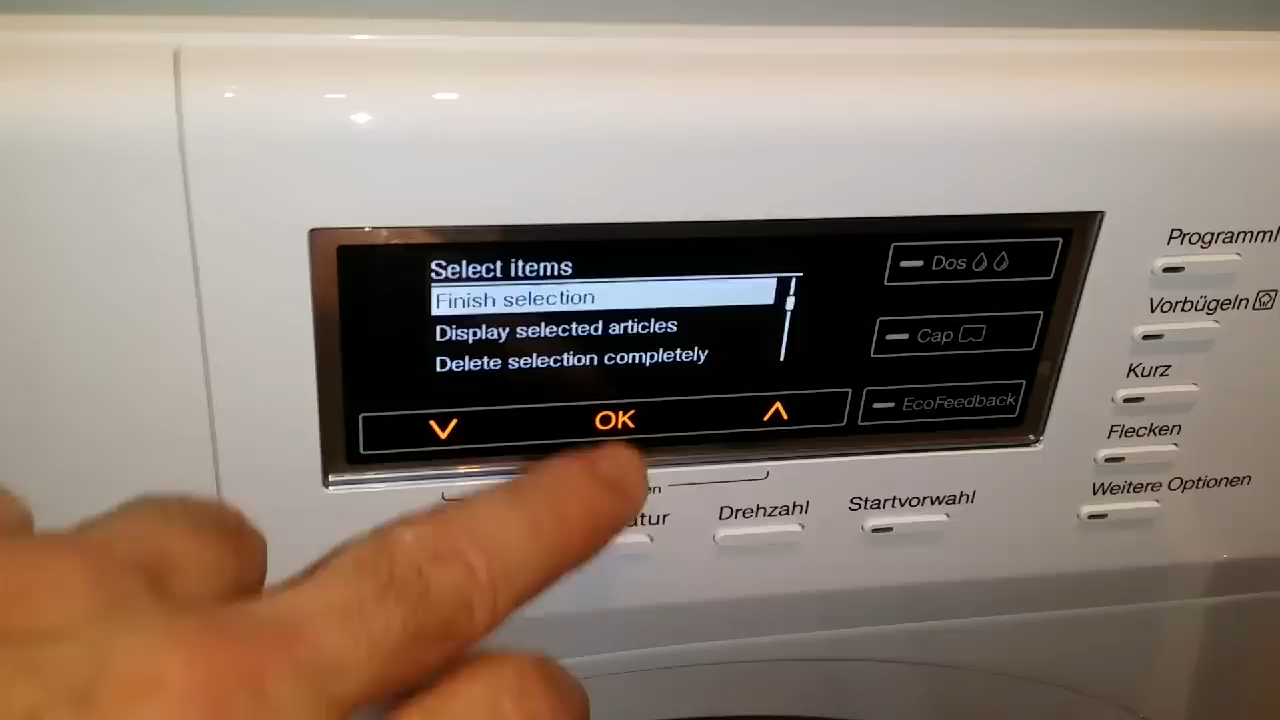 Select items
Finish selection
Display selected articles
Delete selection completely
OK
Dos
Cap
EcoFeedback
Vorbügeln
Kurz
Flecken
Weitere Optionen
Drehzahl
Startvorwahl